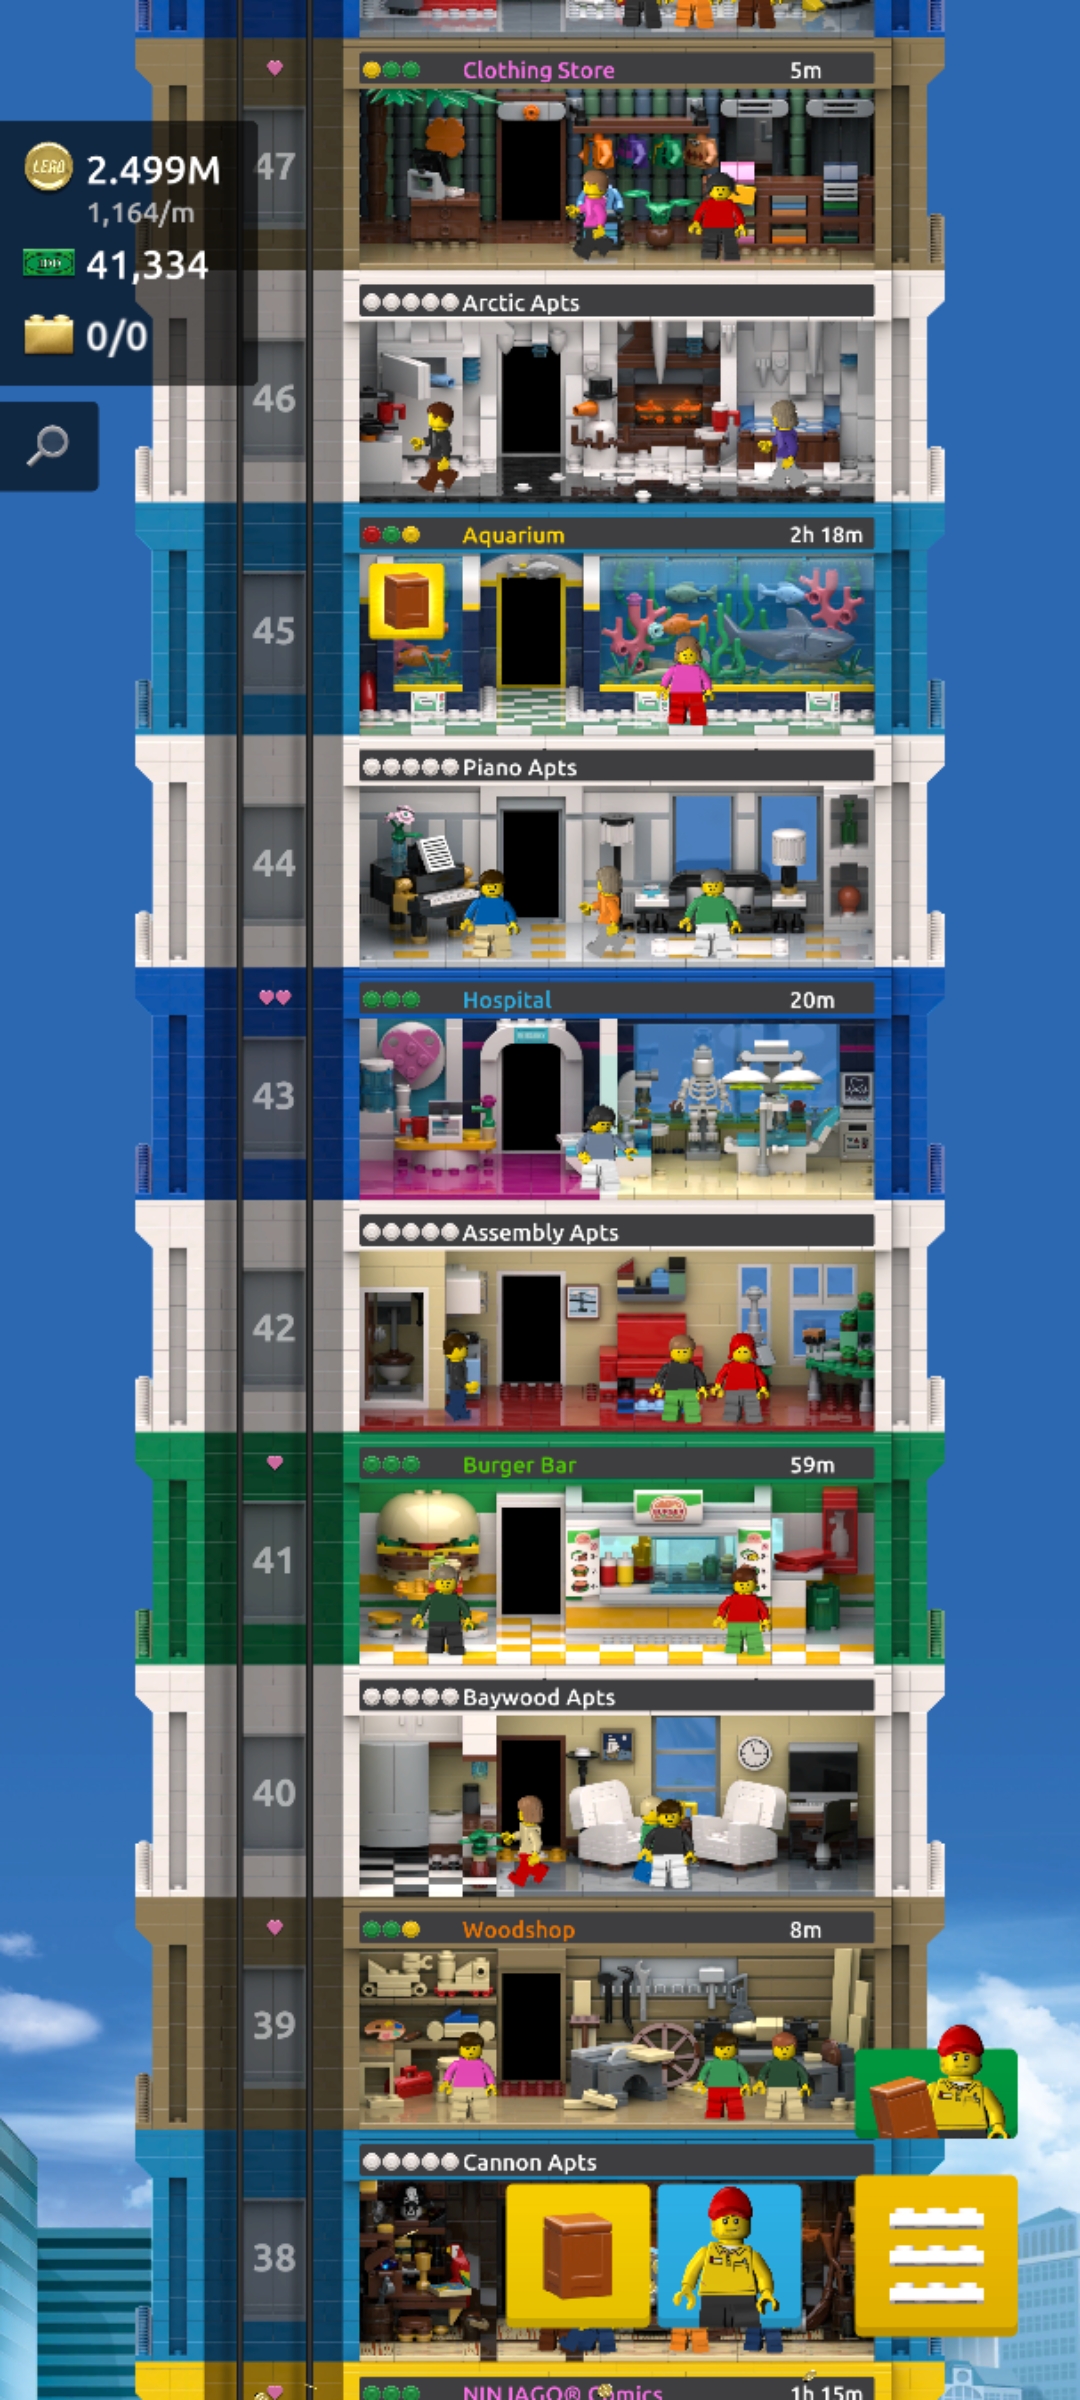 Clothing Store 5m
47
LEGO
2.499M
1,164/m
41,334
0/0
Arctic Apts
46
Aquarium 2h 18m
45
Piano Apts
44
Hospital 20m
43
Assembly Apts
42
Burger Bar 59m
41
Baywood Apts
40
Woodshop 8m
39
Cannon Apts
38
NINJAGO® Comics 1h 15m